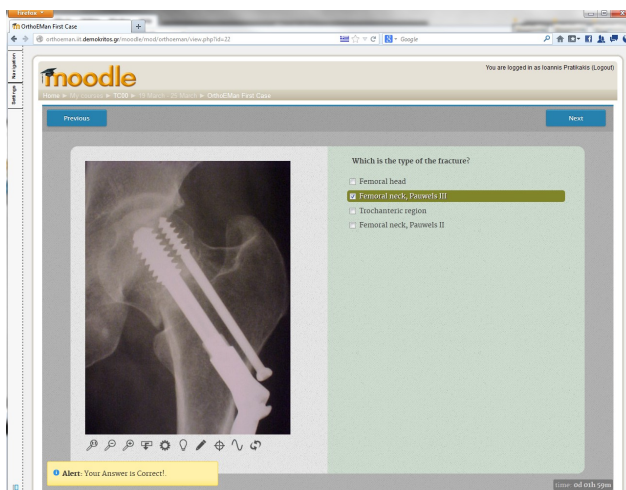 Firefox
OrthoEMan First Case
orthoeman.iit.demokritos.gr/moodle/mod/orthoeman/view.php?id=22
Google
Navigation
Settings
moodle
You are logged in as Ioannis Pratikakis (Logout)
Home ► My courses ► TC00 ► 19 March - 25 March ► OrthoEMan First Case
Previous
Next
Which is the type of the fracture?
Femoral head
Femoral neck, Pauwels III
Trochanteric region
Femoral neck, Pauwels II
Alert: Your Answer is Correct!.
time: 0d 01h 59m